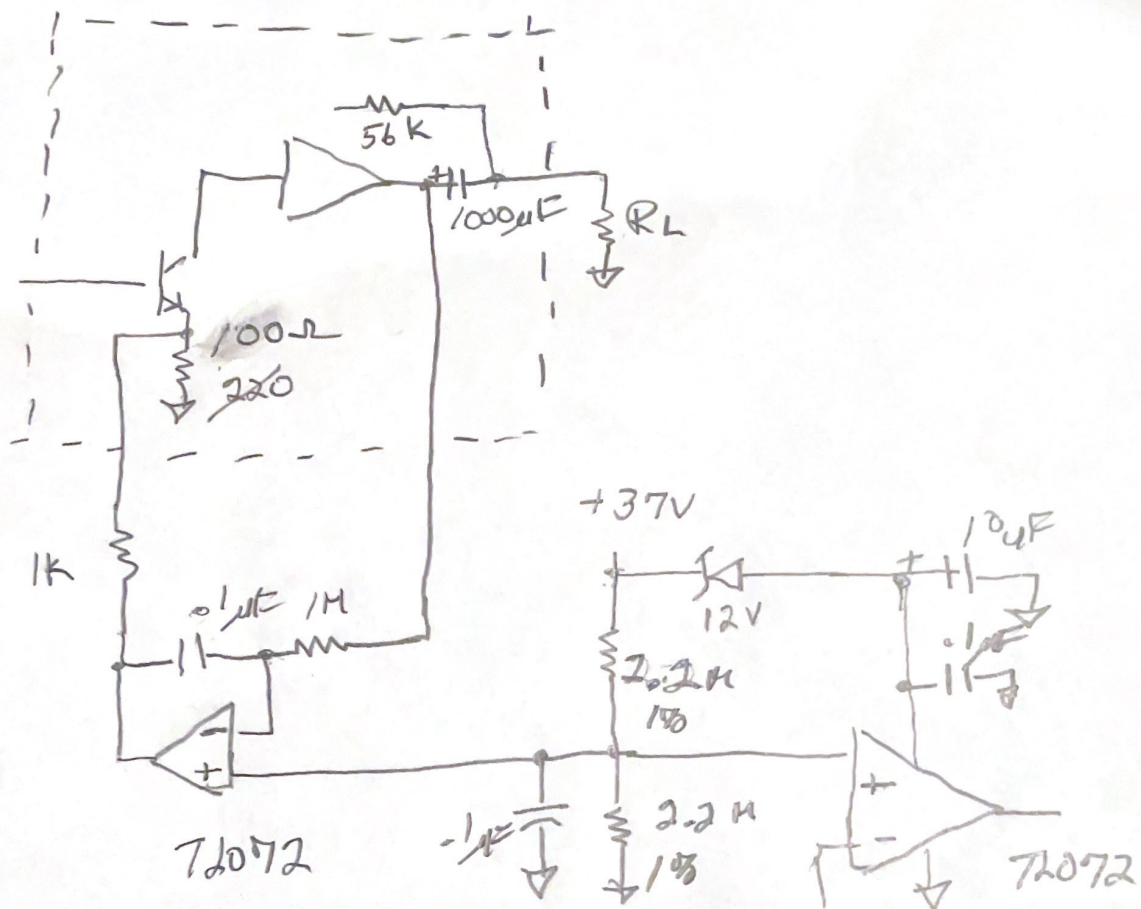 56K
+
1000µF
RL
100Ω
220
+37V
10µF
+
1K
.1µF
1M
12V
.1µF
2.2M
1%
-
+
+
-
.1µF
2.2M
1%
TL072
TL072